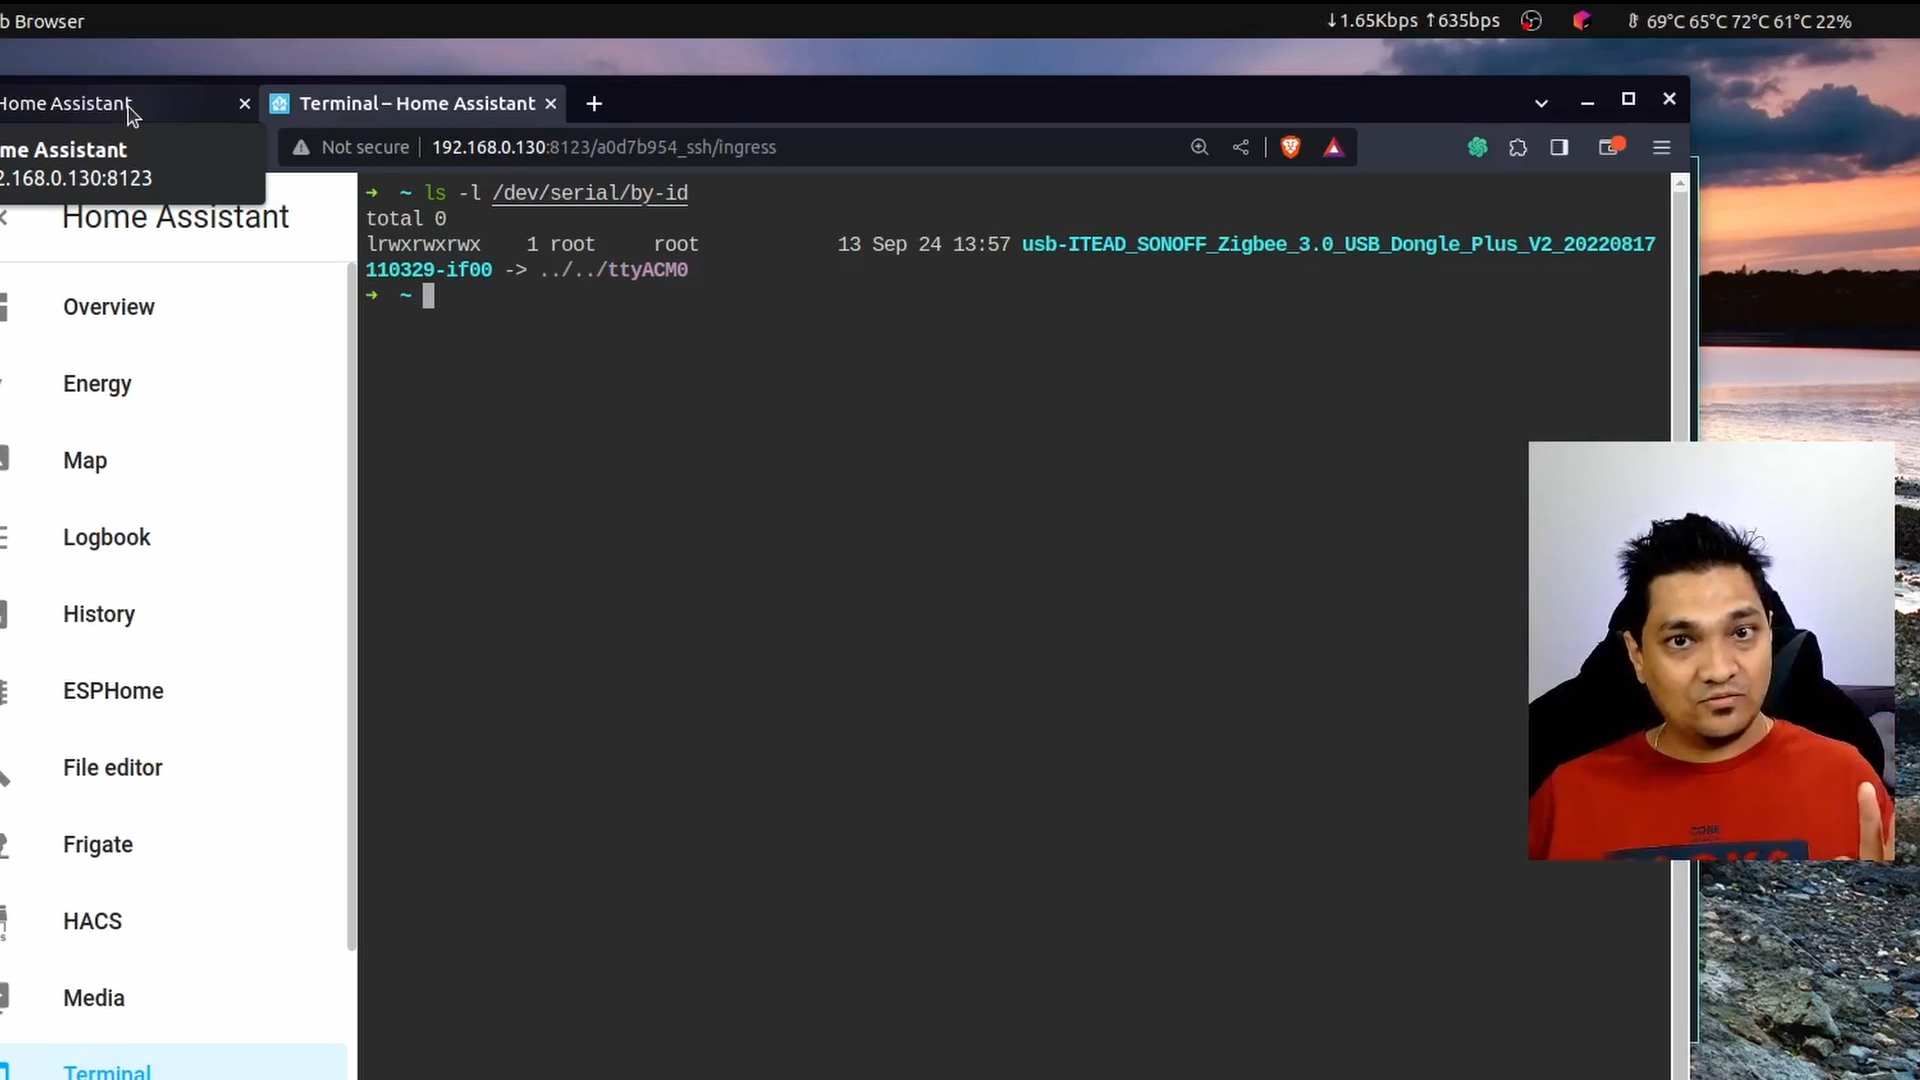 b Browser
↓1.65Kbps ↑635bps
69°C 65°C 72°C 61°C 22%
Home Assistant
Terminal – Home Assistant
me Assistant
2.168.0.130:8123
Not secure
192.168.0.130:8123/a0d7b954_ssh/ingress
Home Assistant
Overview
Energy
Map
Logbook
History
ESPHome
File editor
Frigate
HACS
Media
Terminal
→ ~ ls -l /dev/serial/by-id
total 0
lrwxrwxrwx 1 root root 13 Sep 24 13:57 usb-ITEAD_SONOFF_Zigbee_3.0_USB_Dongle_Plus_V2_20220817
110329-if00 -> ../../ttyACM0
→ ~
CODE